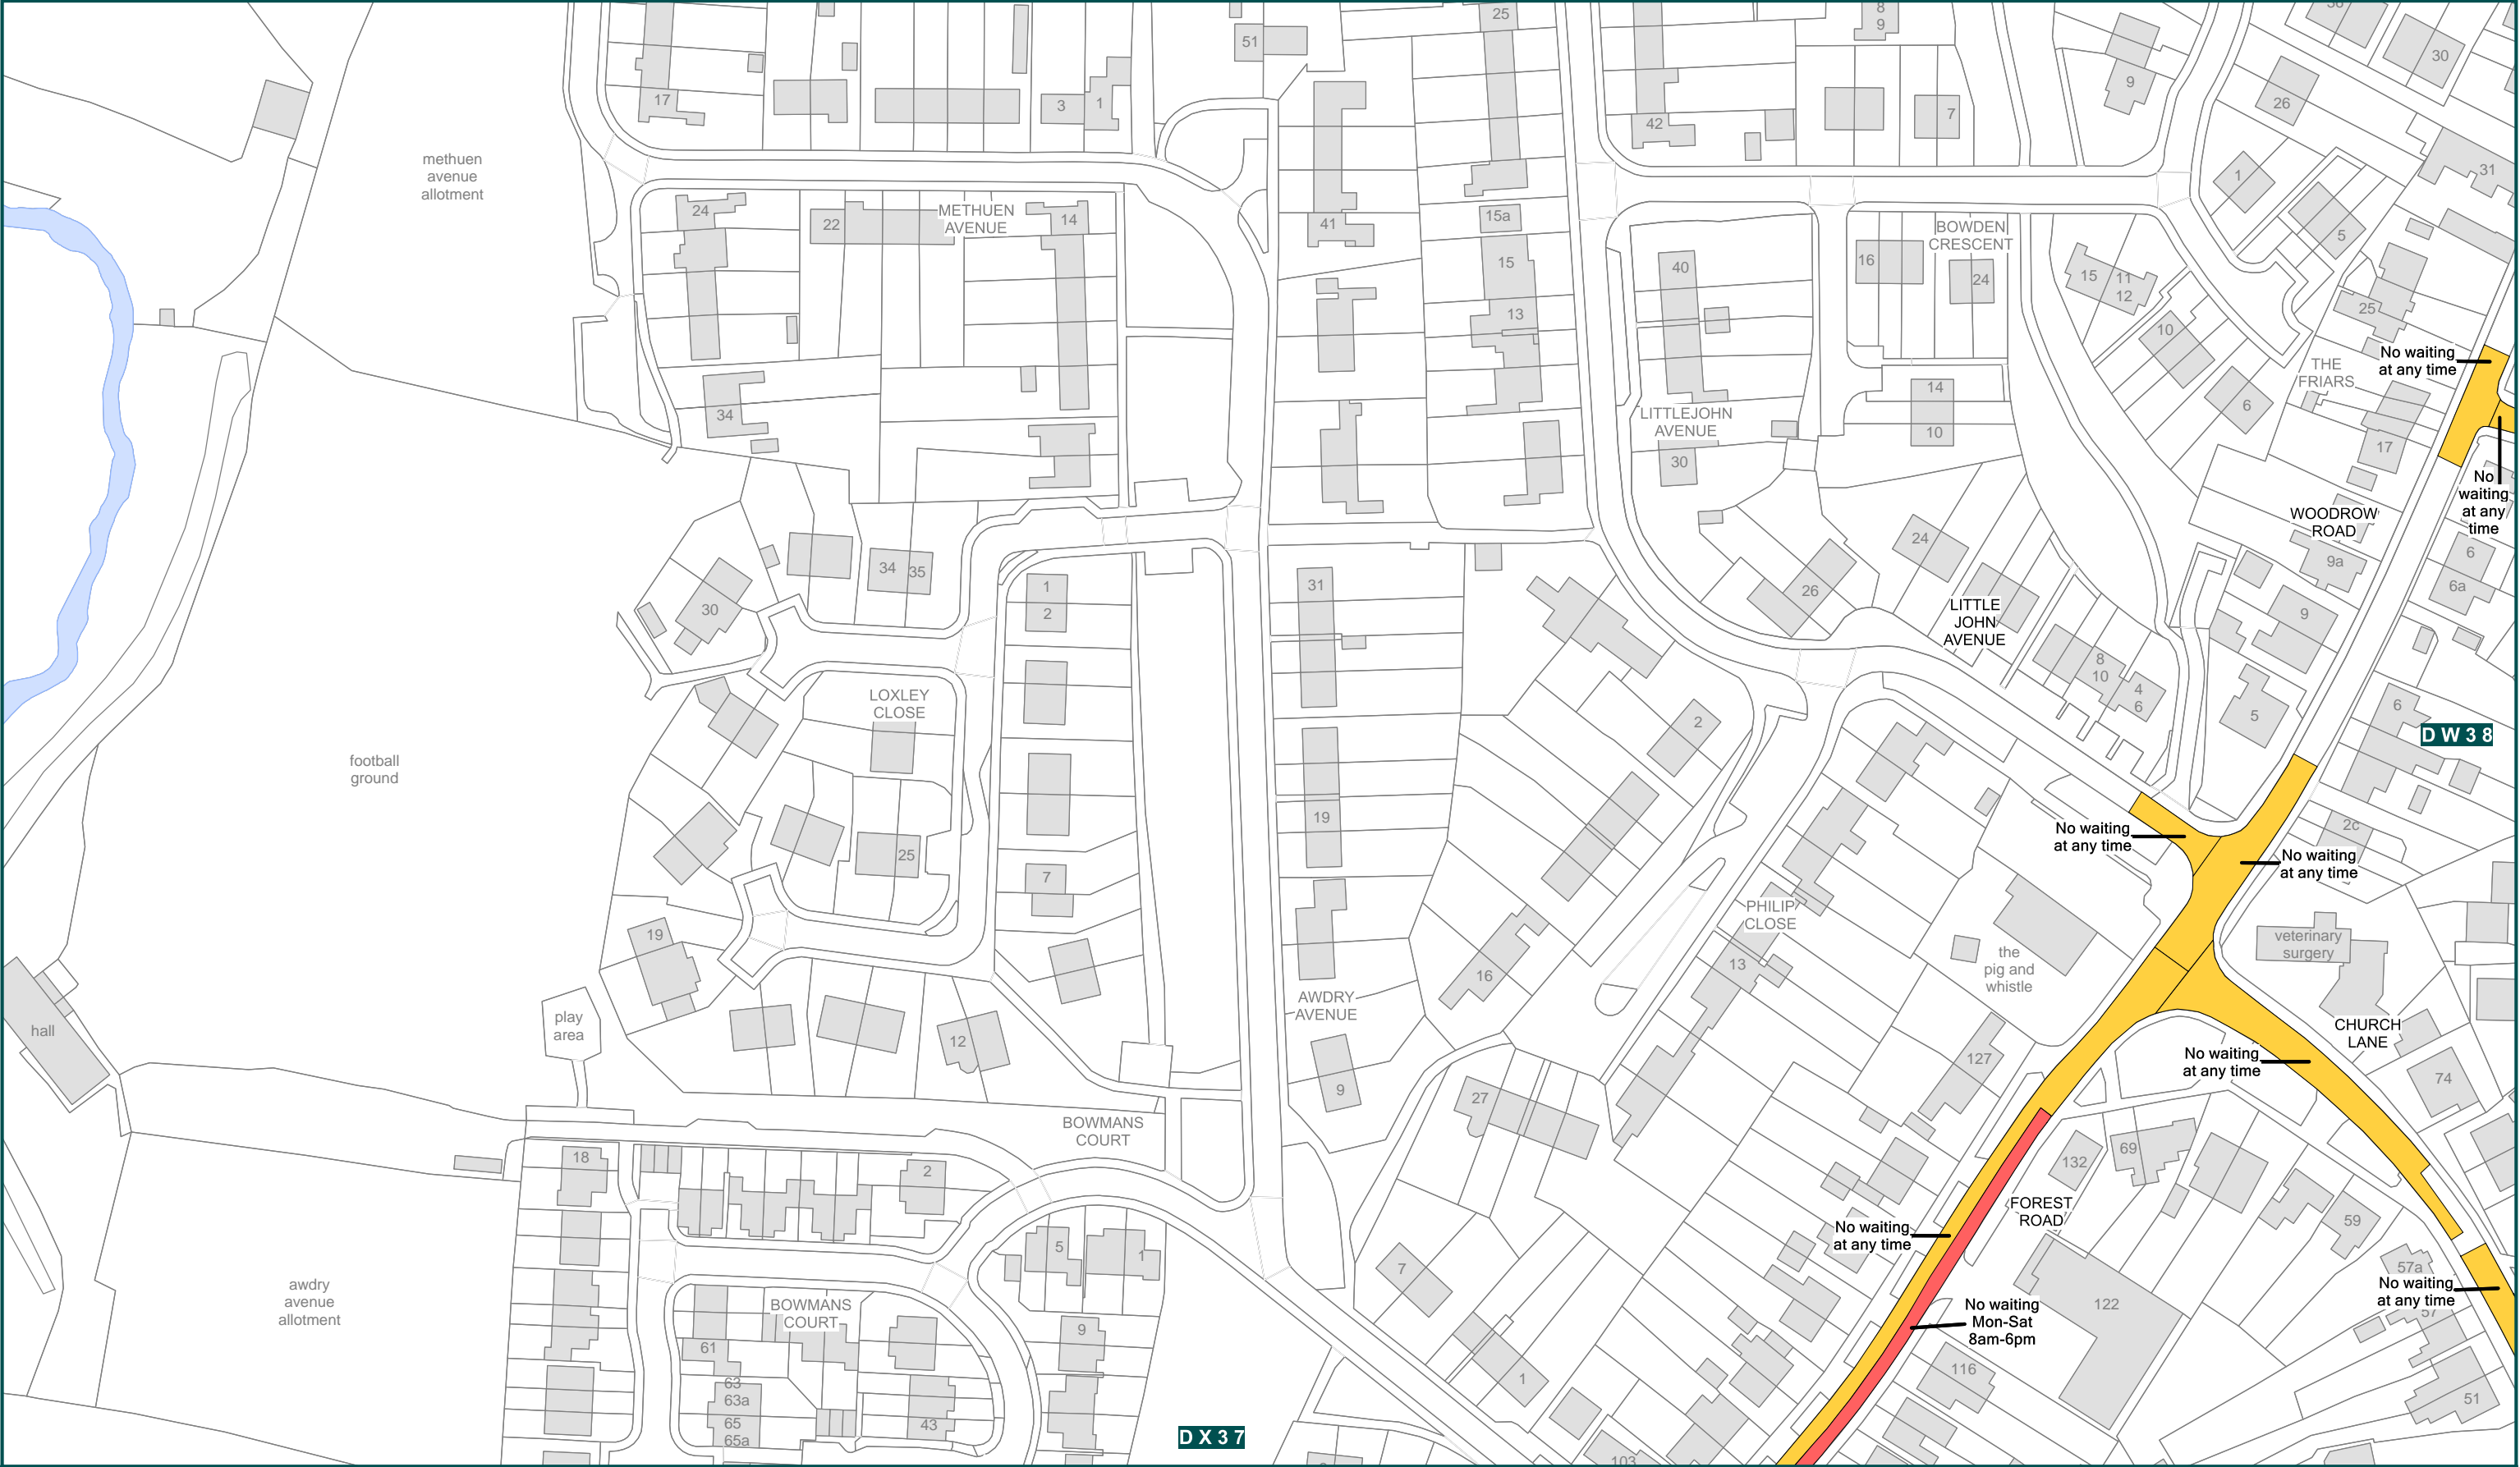 25
8
9
30
51
17
3
1
42
7
9
26
30
methuen
avenue
allotment
24
22
METHUEN
AVENUE
14
41
15a
15
13
40
16
BOWDEN
CRESCENT
24
15
11
12
1
5
31
25
10
6
No waiting
at any time
THE
FRIARS
17
34
LITTLEJOHN
AVENUE
30
14
10
No
waiting
at any
time
WOODROW
ROAD
9a
6
6a
9
34
35
30
1
2
31
26
24
LITTLE
JOHN
AVENUE
8
10
4
6
5
6
DW38
LOXLEY
CLOSE
2
football
ground
19
25
7
No waiting
at any time
2c
No waiting
at any time
PHILIP
CLOSE
13
16
the
pig and
whistle
veterinary
surgery
19
AWDRY
AVENUE
hall
play
area
12
9
27
127
CHURCH
LANE
No waiting
at any time
74
BOWMANS
COURT
18
2
132
69
FOREST
ROAD
59
No waiting
at any time
5
1
7
57a
No waiting
at any time
57
awdry
avenue
allotment
BOWMANS
COURT
61
63
63a
65
65a
43
9
1
No waiting
Mon-Sat
8am-6pm
122
116
51
DX37
103